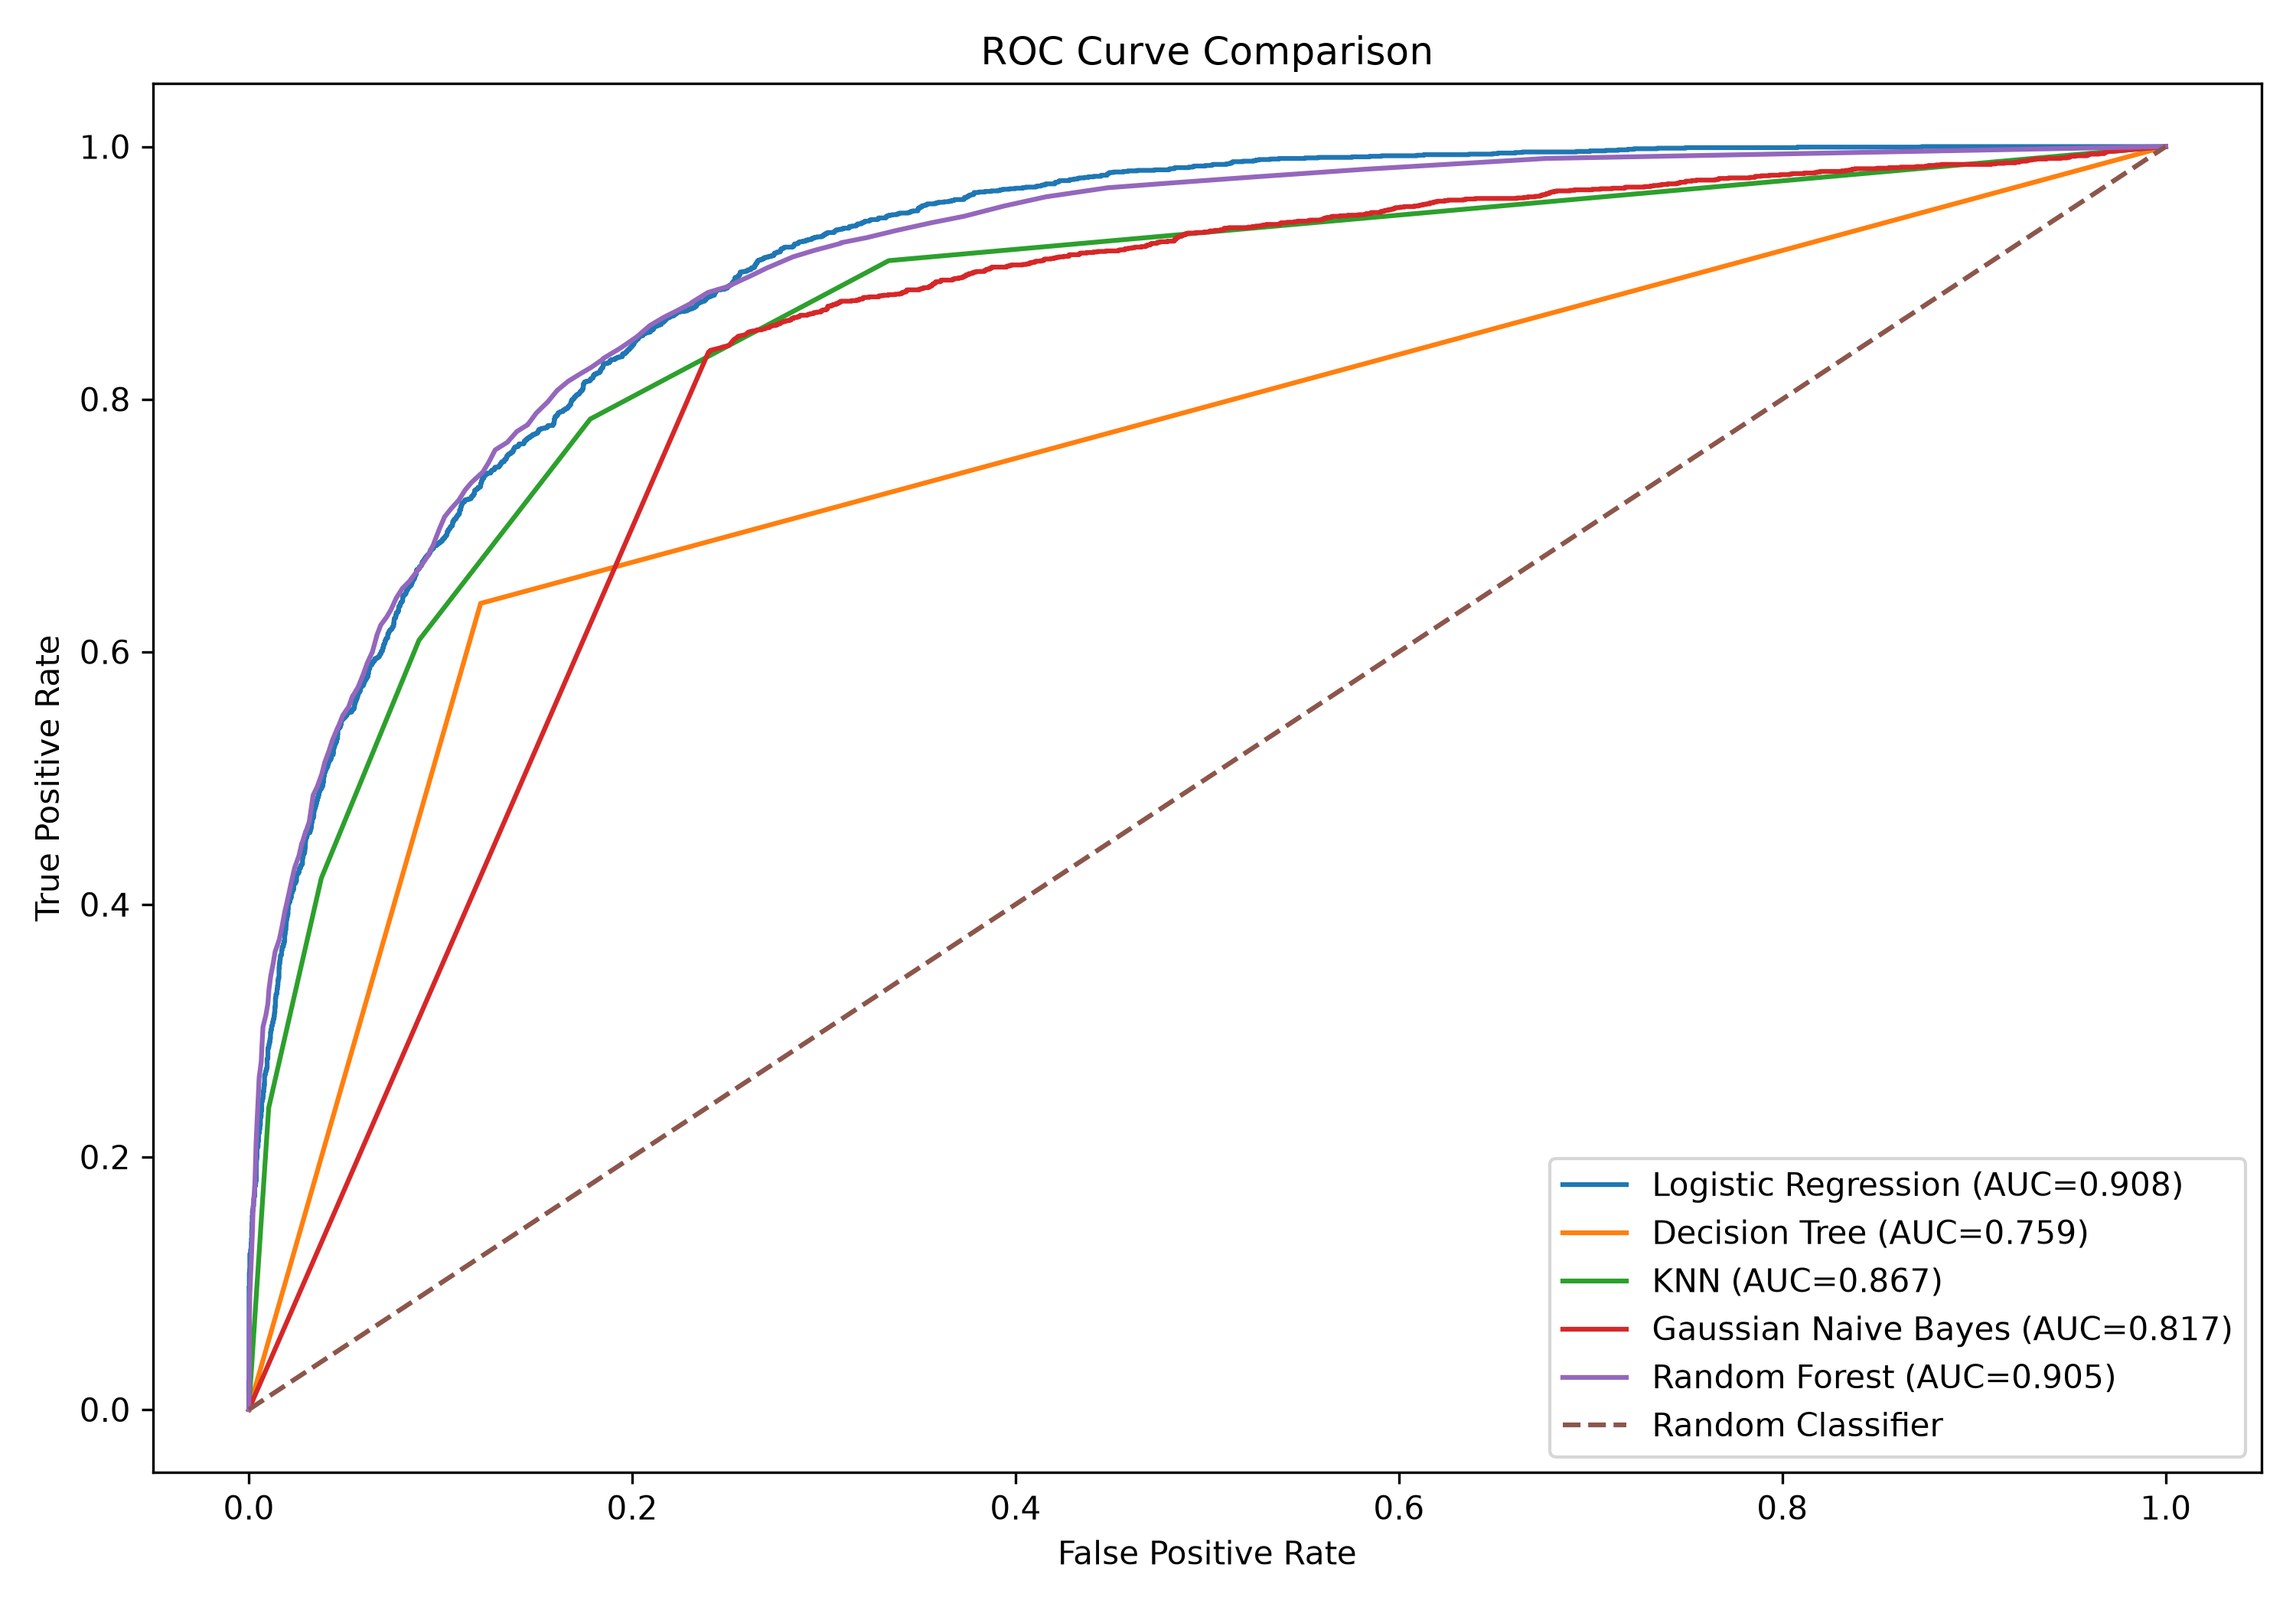 ROC Curve Comparison
1.0
0.8
0.6
0.4
0.2
0.0
True Positive Rate
Logistic Regression (AUC=0.908)
Decision Tree (AUC=0.759)
KNN (AUC=0.867)
Gaussian Naive Bayes (AUC=0.817)
Random Forest (AUC=0.905)
Random Classifier
0.0 0.2 0.4 0.6 0.8 1.0
False Positive Rate